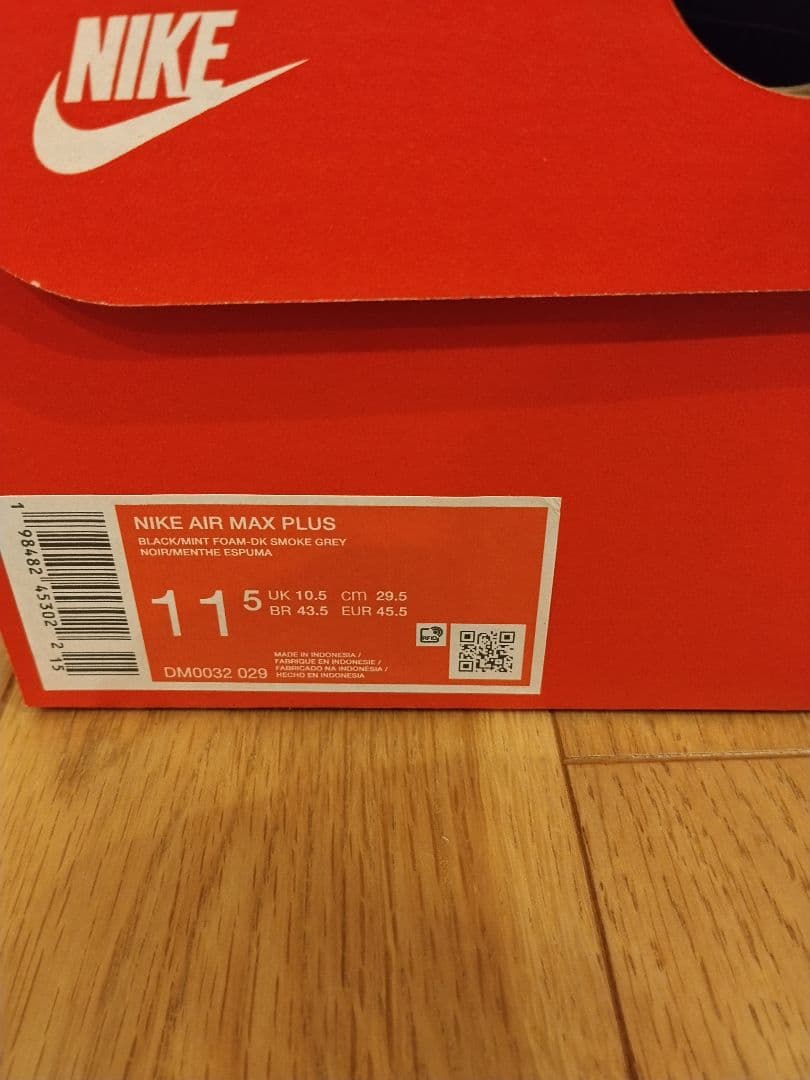 NIKE
NIKE AIR MAX PLUS
BLACK/MINT FOAM-DK SMOKE GREY
NOIR/MENTHE ESPUMA
11 5
UK 10.5 cm 29.5
BR 43.5 EUR 45.5
RFID
DM0032 029
MADE IN INDONESIA /
FABRIQUE EN INDONESIE /
FABRICADO NA INDONESIA /
HECHO EN INDONESIA
1 98482 45302 2 15